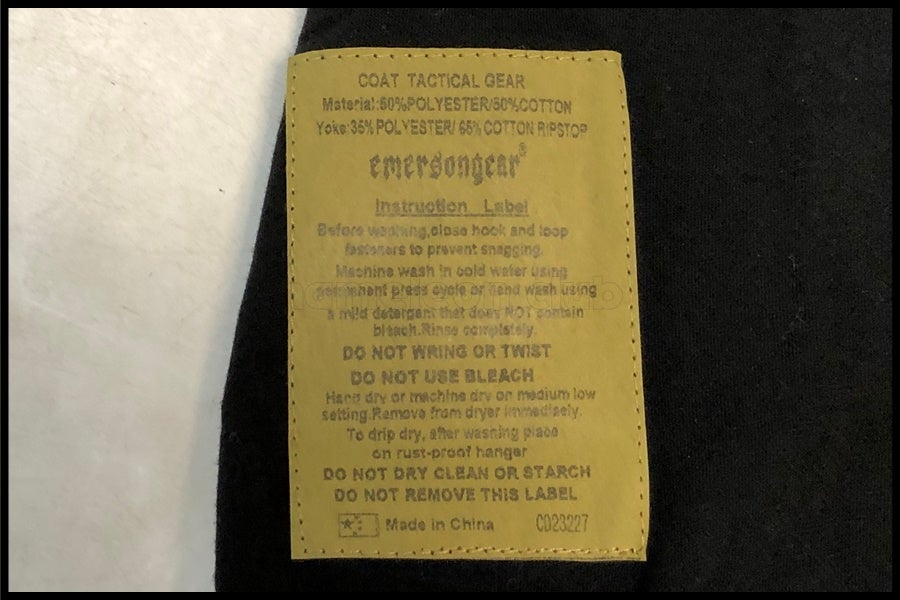 COAT TACTICAL GEAR
Material:50%POLYESTER/50%COTTON
Yoke:35% POLYESTER/ 65% COTTON RIPSTOP
emersongear®
Instruction Label
Before washing,close hook and loop
fasteners to prevent snagging.
Machine wash in cold water using
permanent press cycle or hand wash using
a mild detergent that does NOT contain
bleach.Rinse completely.
DO NOT WRING OR TWIST
DO NOT USE BLEACH
Hang dry or machine dry on medium low
setting.Remove from dryer immediately.
To drip dry, after washing place
on rust-proof hanger
DO NOT DRY CLEAN OR STARCH
DO NOT REMOVE THIS LABEL
Made in China CD23227